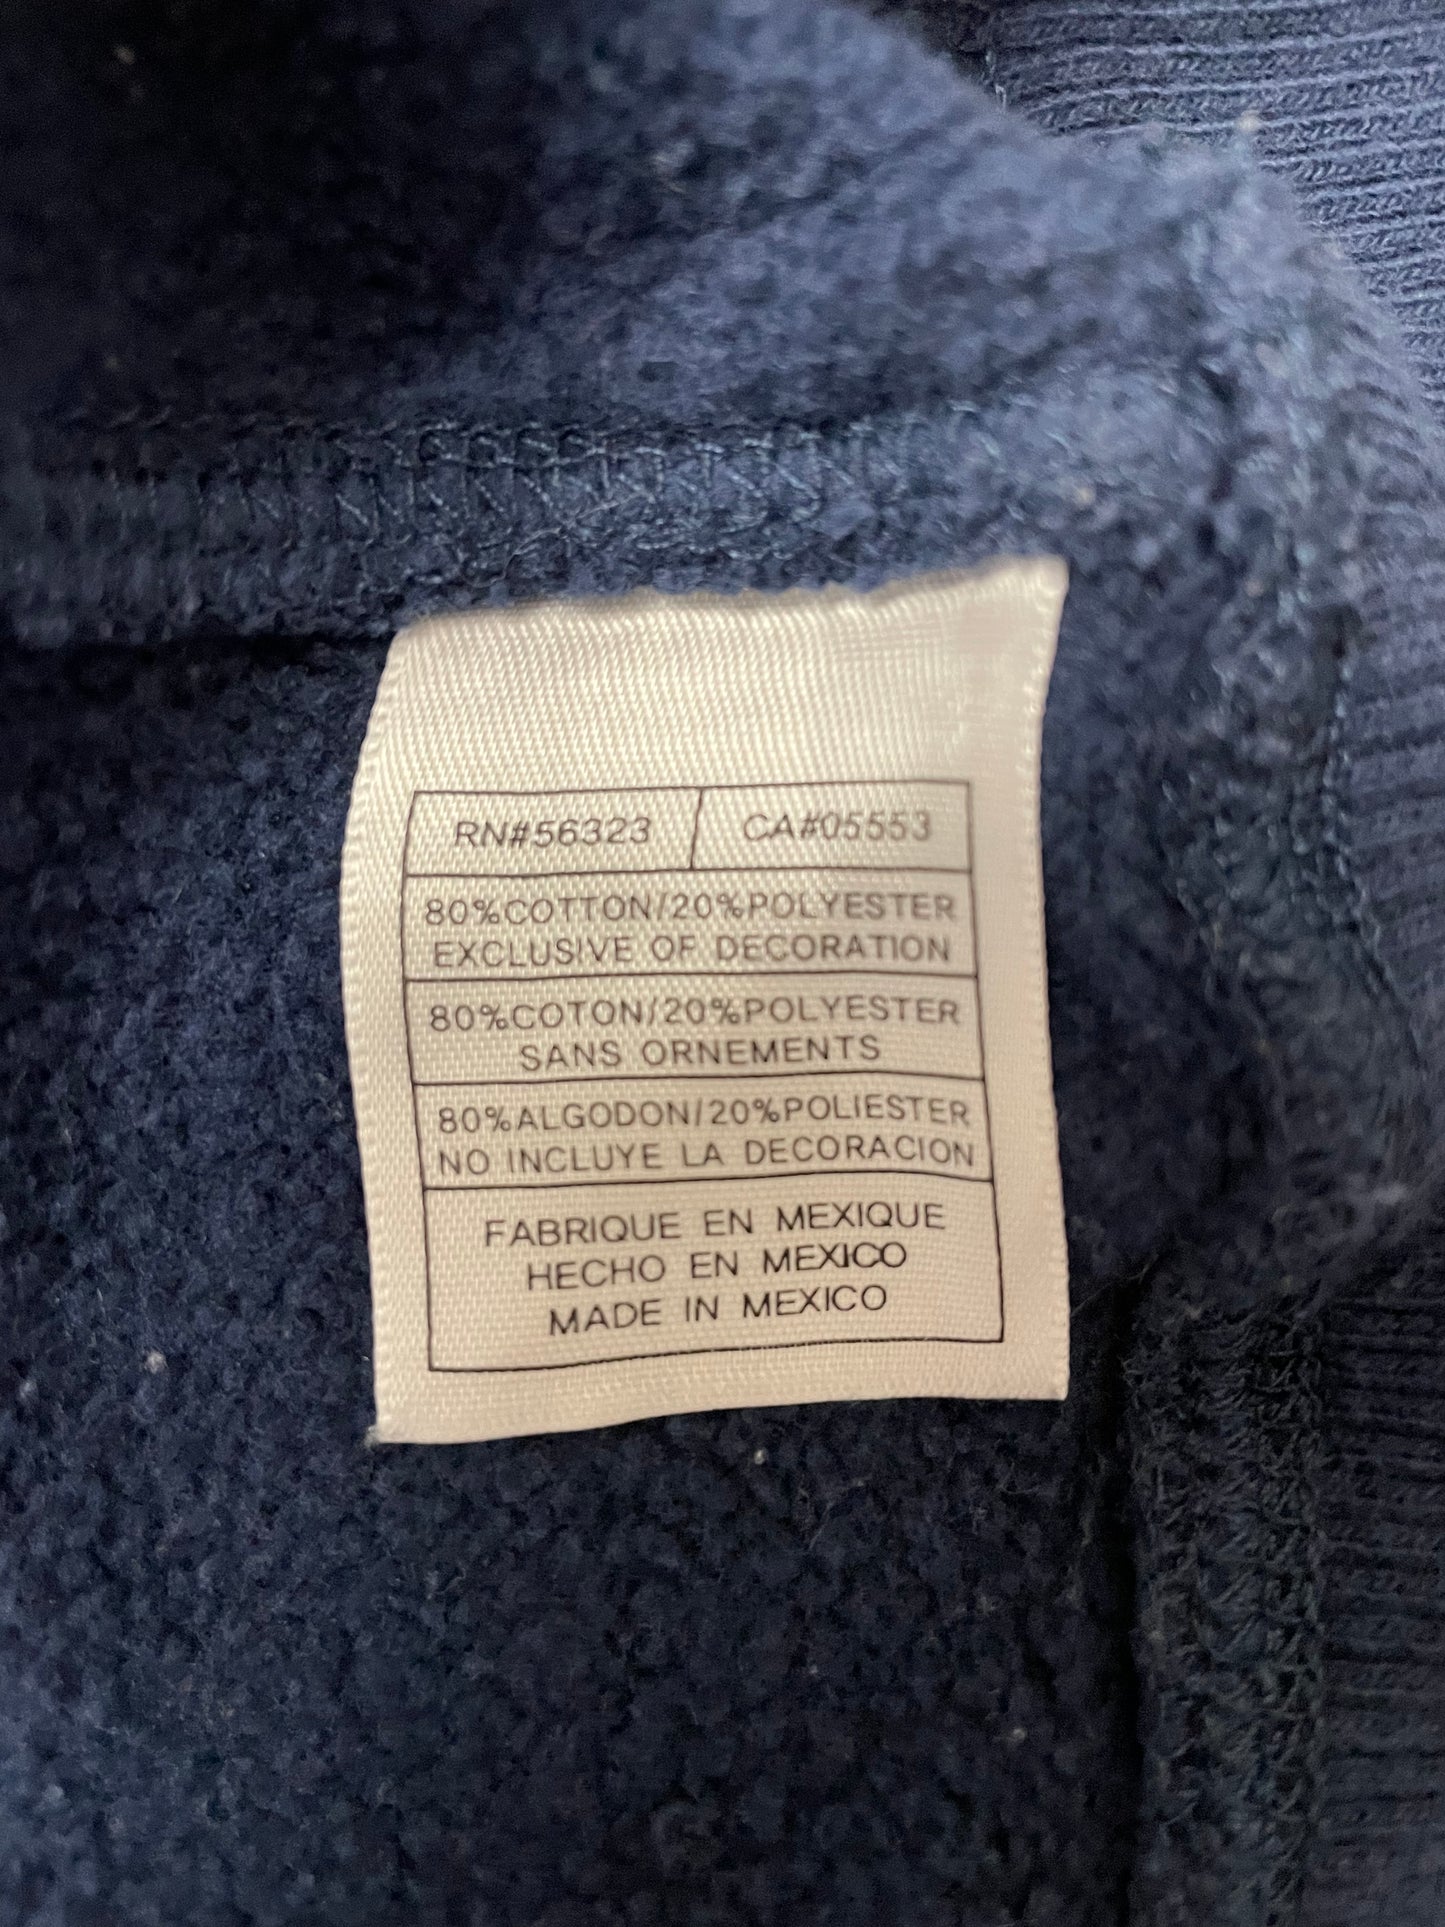 RN#56323 CA#05553
80%COTTON/20%POLYESTER
EXCLUSIVE OF DECORATION
80%COTON/20%POLYESTER
SANS ORNEMENTS
80%ALGODON/20%POLIESTER
NO INCLUYE LA DECORACION
FABRIQUE EN MEXIQUE
HECHO EN MEXICO
MADE IN MEXICO